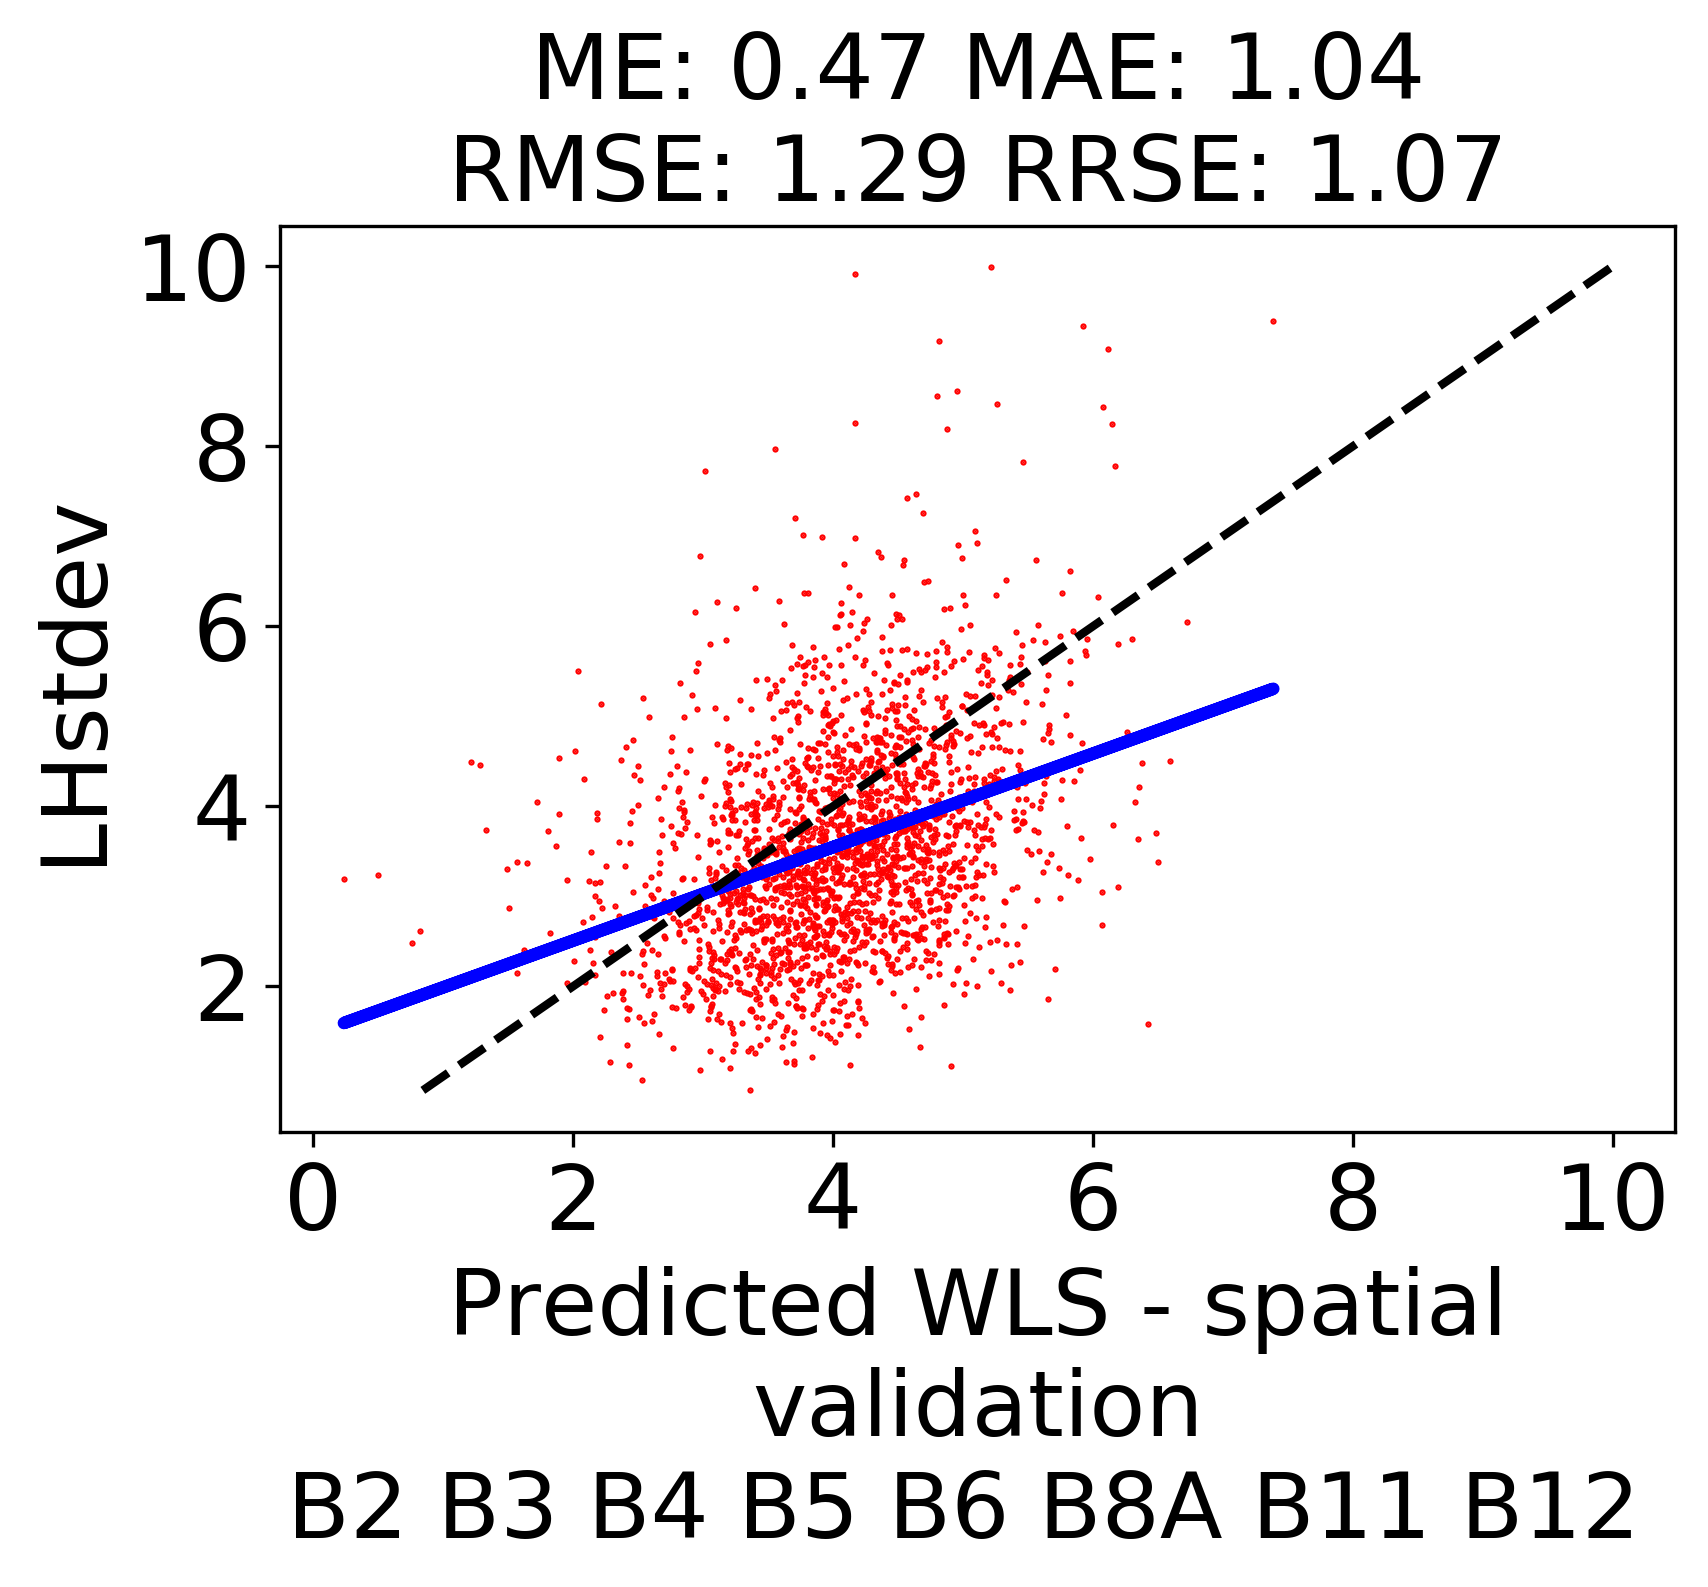 ME: 0.47 MAE: 1.04
RMSE: 1.29 RRSE: 1.07
10
8
6
4
2
LHstdev
0 2 4 6 8 10
Predicted WLS - spatial
validation
B2 B3 B4 B5 B6 B8A B11 B12